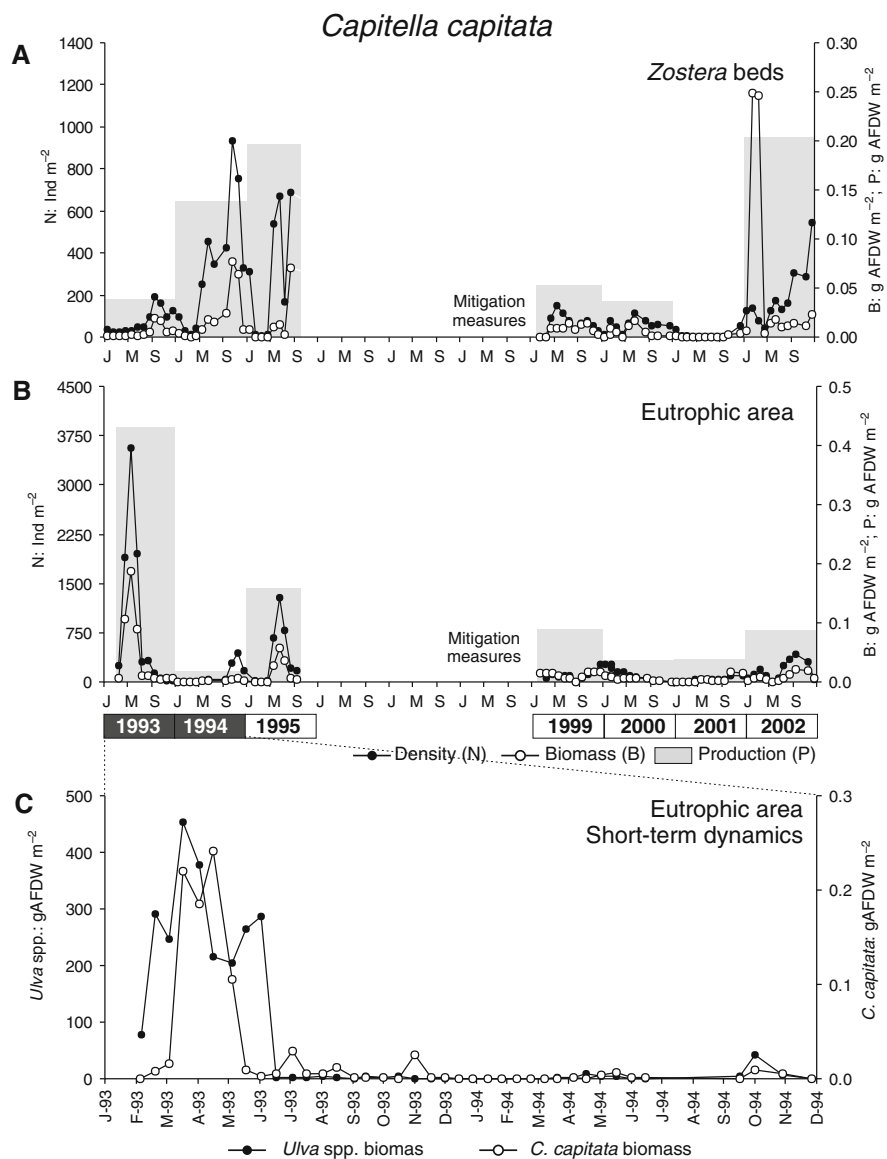 Capitella capitata
A
1400
1200
1000
800
600
400
200
0
N: Ind m⁻²
Zostera beds
0.30
0.25
0.20
0.15
0.10
0.05
0.00
B: g AFDW m⁻²; P: g AFDW m⁻²
Mitigation
measures
J M S J M S J M S J M S J M S J M S J M S J M S J M S J M S
B
4500
3750
3000
2250
1500
750
0
N: Ind m⁻²
Eutrophic area
0.5
0.4
0.3
0.2
0.1
0.0
B: g AFDW m⁻²; P: g AFDW m⁻²
Mitigation
measures
J M S J M S J M S J M S J M S J M S J M S J M S J M S J M S
1993 1994 1995 1999 2000 2001 2002
Density (N) Biomass (B) Production (P)
C
500
400
300
200
100
0
Ulva spp.: gAFDW m⁻²
Eutrophic area
Short-term dynamics
0.3
0.2
0.1
0.0
C. capitata: gAFDW m⁻²
J-93 F-93 M-93 A-93 M-93 J-93 J-93 A-93 S-93 O-93 N-93 D-93 J-94 F-94 M-94 A-94 M-94 J-94 J-94 A-94 S-94 O-94 N-94 D-94
Ulva spp. biomas C. capitata biomass